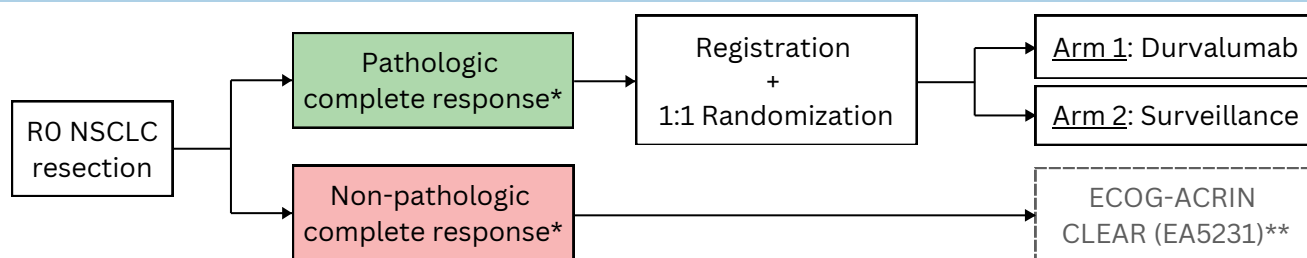 R0 NSCLC
resection
Pathologic
complete response*
Non-pathologic
complete response*
Registration
+
1:1 Randomization
Arm 1: Durvalumab
Arm 2: Surveillance
ECOG-ACRIN
CLEAR (EA5231)**